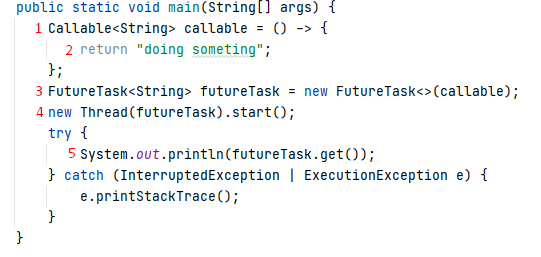 public static void main(String[] args) {
1 Callable<String> callable = () -> {
2 return "doing someting";
};
3 FutureTask<String> futureTask = new FutureTask<>(callable);
4 new Thread(futureTask).start();
try {
5 System.out.println(futureTask.get());
} catch (InterruptedException | ExecutionException e) {
e.printStackTrace();
}
}